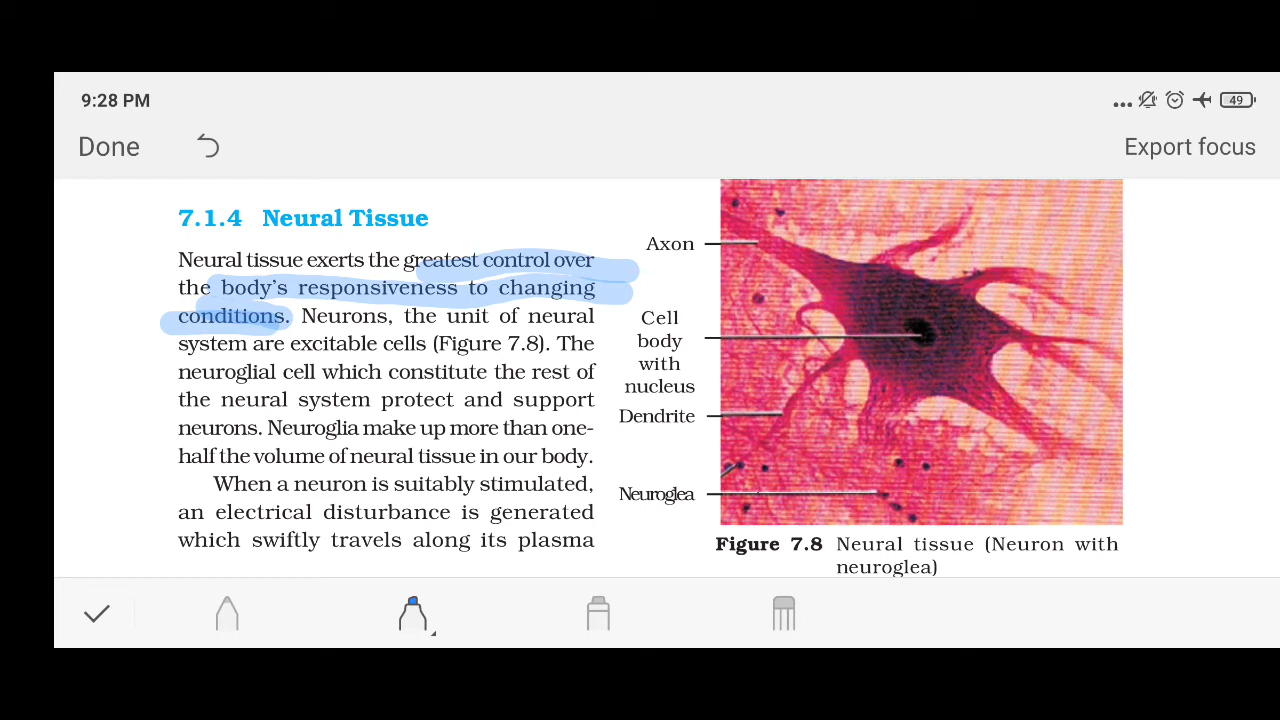 9:28 PM
49
Done
Export focus
7.1.4 Neural Tissue
Neural tissue exerts the greatest control over
the body's responsiveness to changing
conditions. Neurons, the unit of neural
system are excitable cells (Figure 7.8). The
neuroglial cell which constitute the rest of
the neural system protect and support
neurons. Neuroglia make up more than one-
half the volume of neural tissue in our body.
When a neuron is suitably stimulated,
an electrical disturbance is generated
which swiftly travels along its plasma
Axon
Cell
body
with
nucleus
Dendrite
Neuroglea
Figure 7.8 Neural tissue (Neuron with
neuroglea)